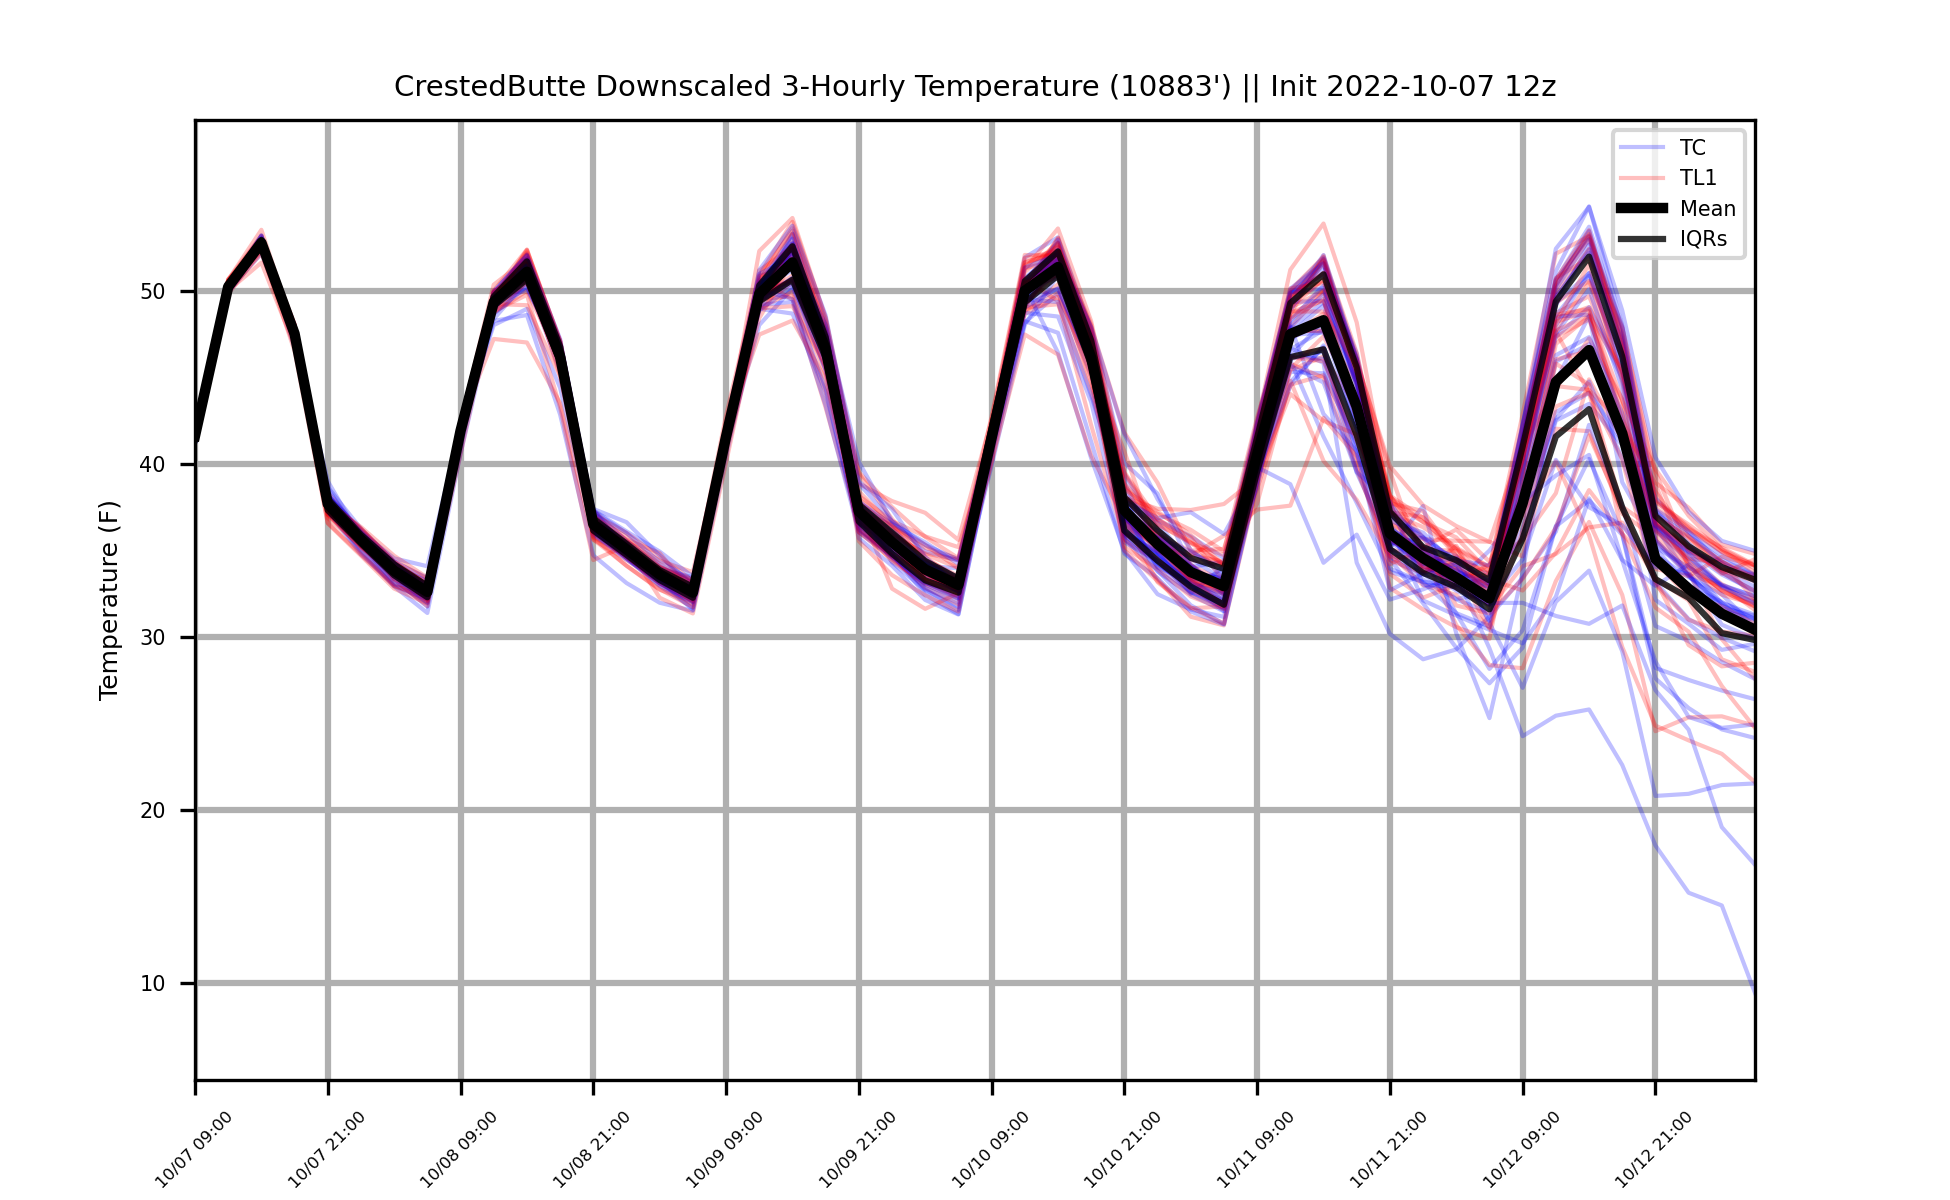 CrestedButte Downscaled 3-Hourly Temperature (10883') || Init 2022-10-07 12z
TC
TL1
Mean
IQRs
Temperature (F)
50
40
30
20
10
10/07 09:00
10/07 21:00
10/08 09:00
10/08 21:00
10/09 09:00
10/09 21:00
10/10 09:00
10/10 21:00
10/11 09:00
10/11 21:00
10/12 09:00
10/12 21:00